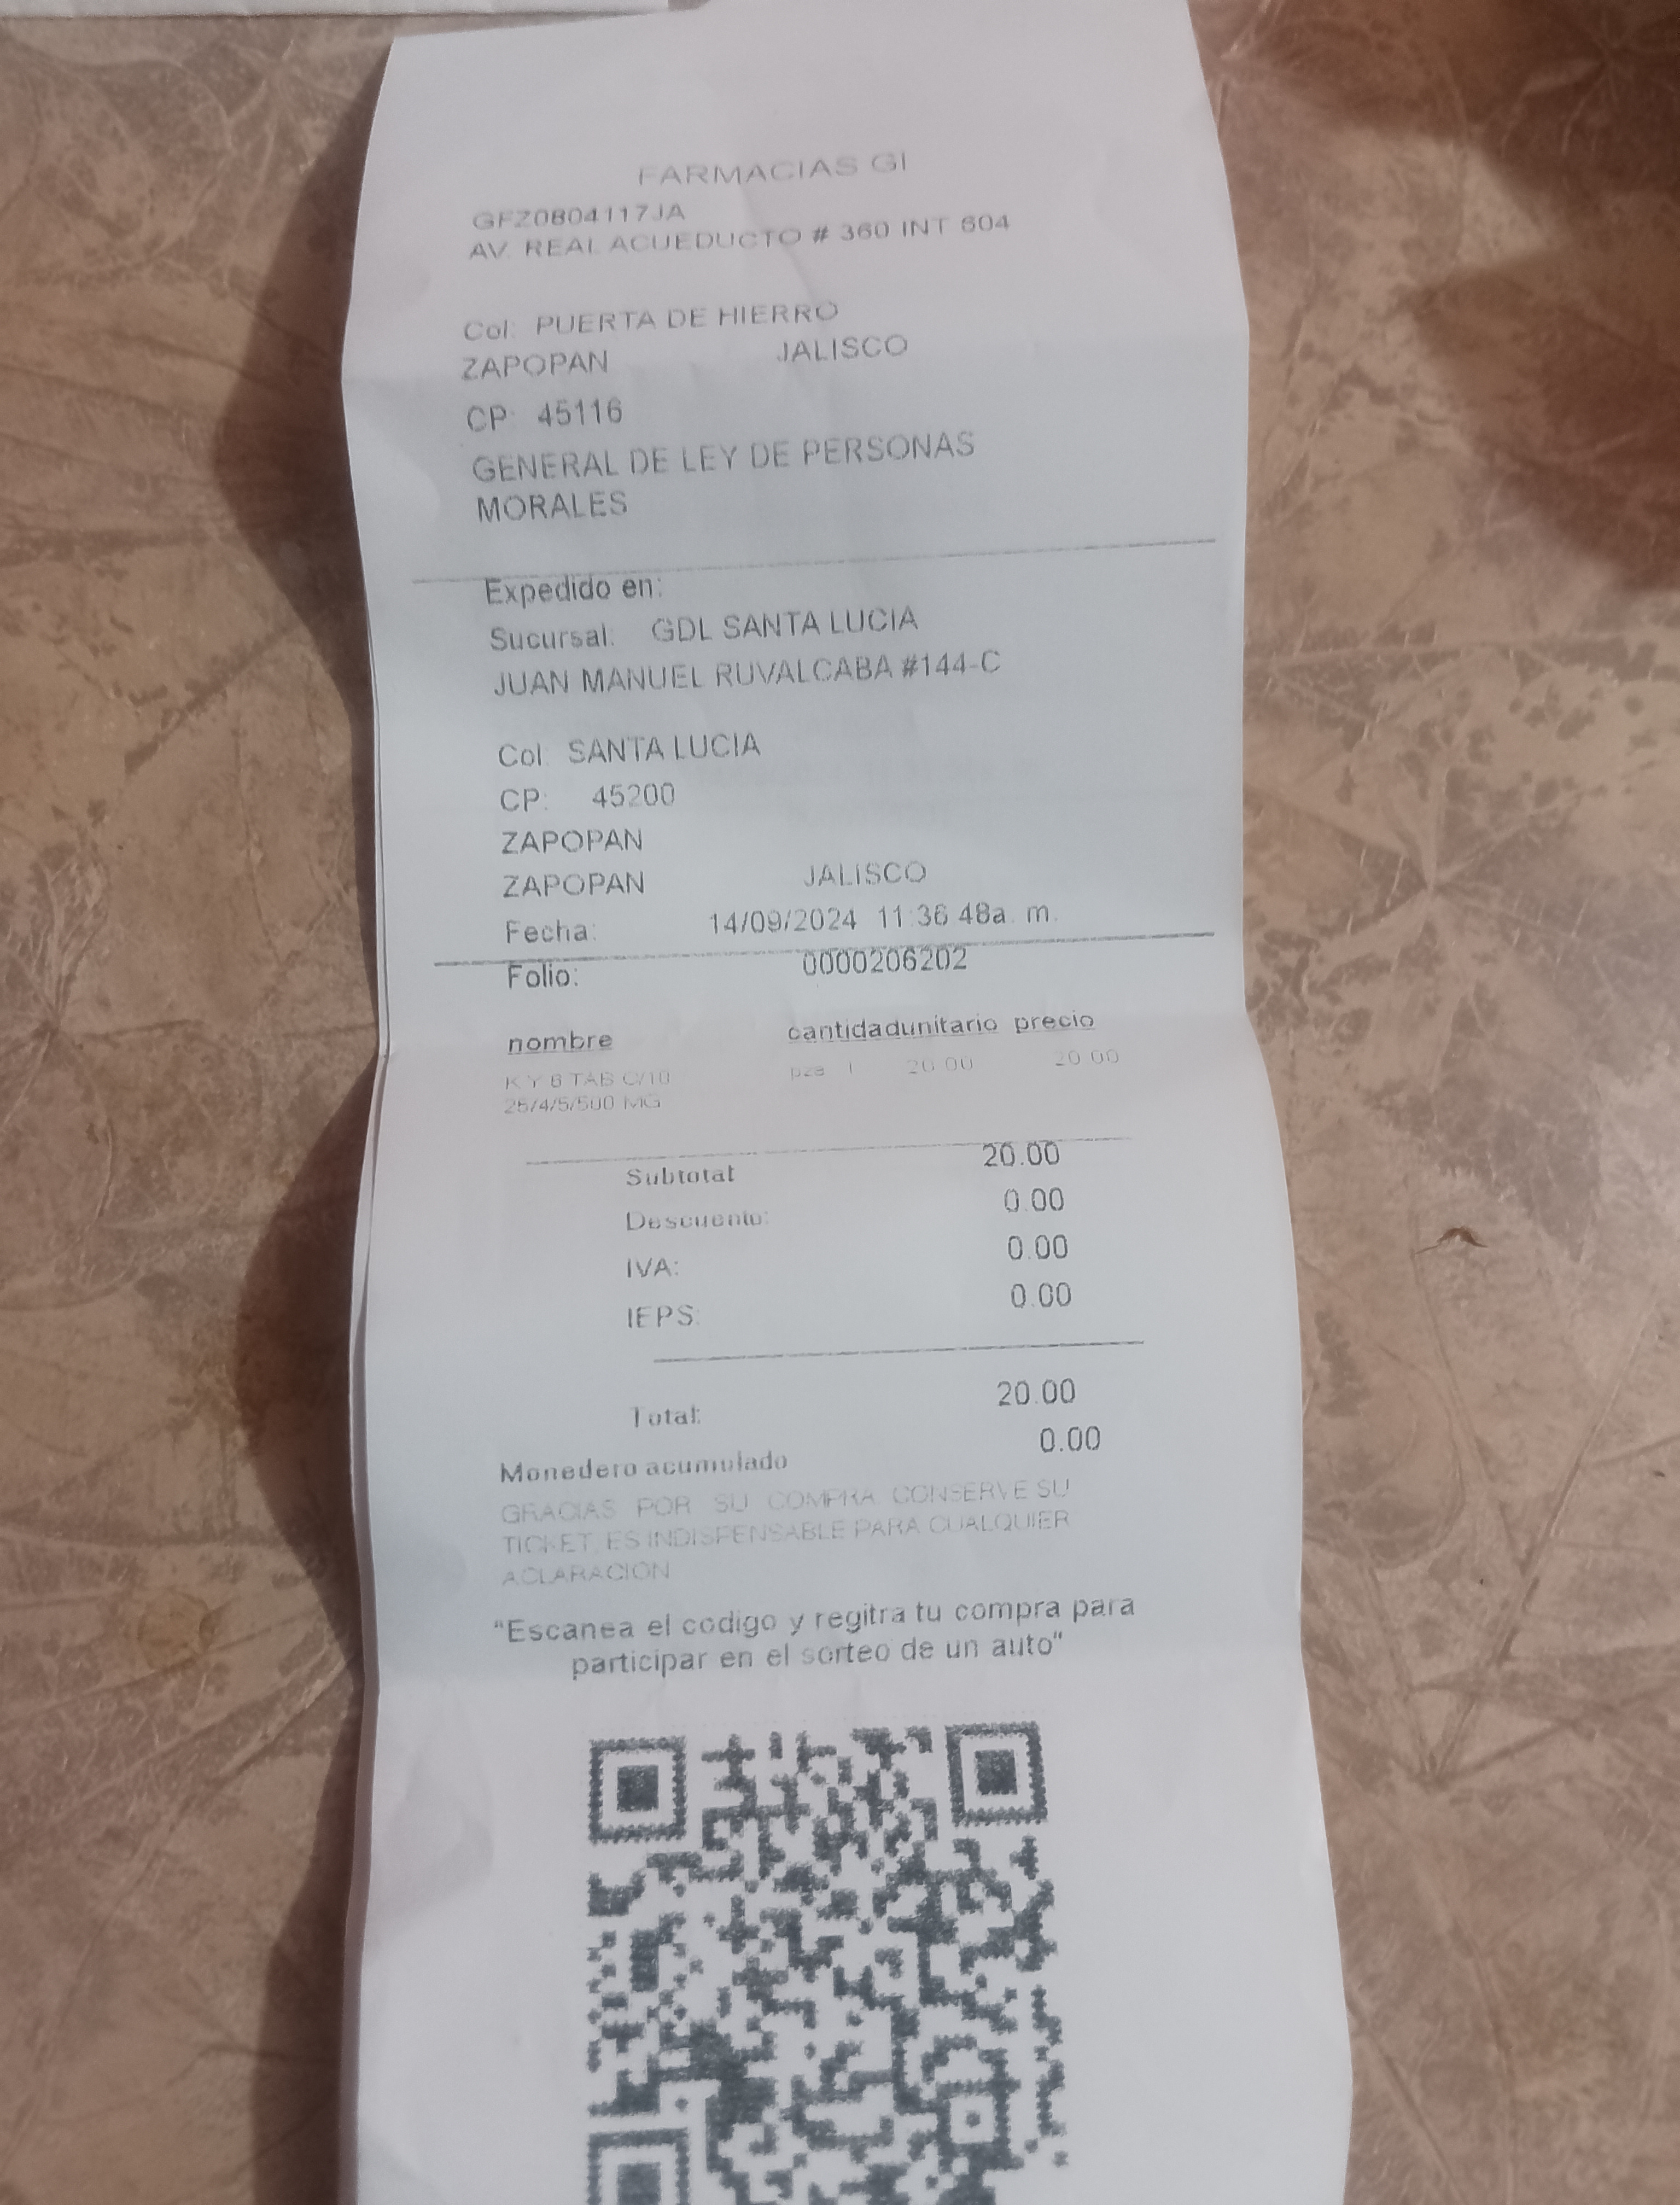 FARMACIAS GI
GFZ0804117JA
AV. REAL ACUEDUCTO # 360 INT 604
Col: PUERTA DE HIERRO
ZAPOPAN JALISCO
CP: 45116
GENERAL DE LEY DE PERSONAS
MORALES
Expedido en:
Sucursal: GDL SANTA LUCIA
JUAN MANUEL RUVALCABA #144-C
Col: SANTA LUCIA
CP: 45200
ZAPOPAN
ZAPOPAN JALISCO
Fecha: 14/09/2024 11:36:48a. m.
Folio: 0000206202
nombre cantidadunitario precio
K Y 6 TAB C/10 pza 1 20.00 20.00
25/4/5/500 MG
Subtotal 20.00
Descuento: 0.00
IVA: 0.00
IEPS: 0.00
Total: 20.00
Monedero acumulado 0.00
GRACIAS POR SU COMPRA CONSERVE SU
TICKET, ES INDISPENSABLE PARA CUALQUIER
ACLARACION
"Escanea el codigo y regitra tu compra para
participar en el sorteo de un auto"